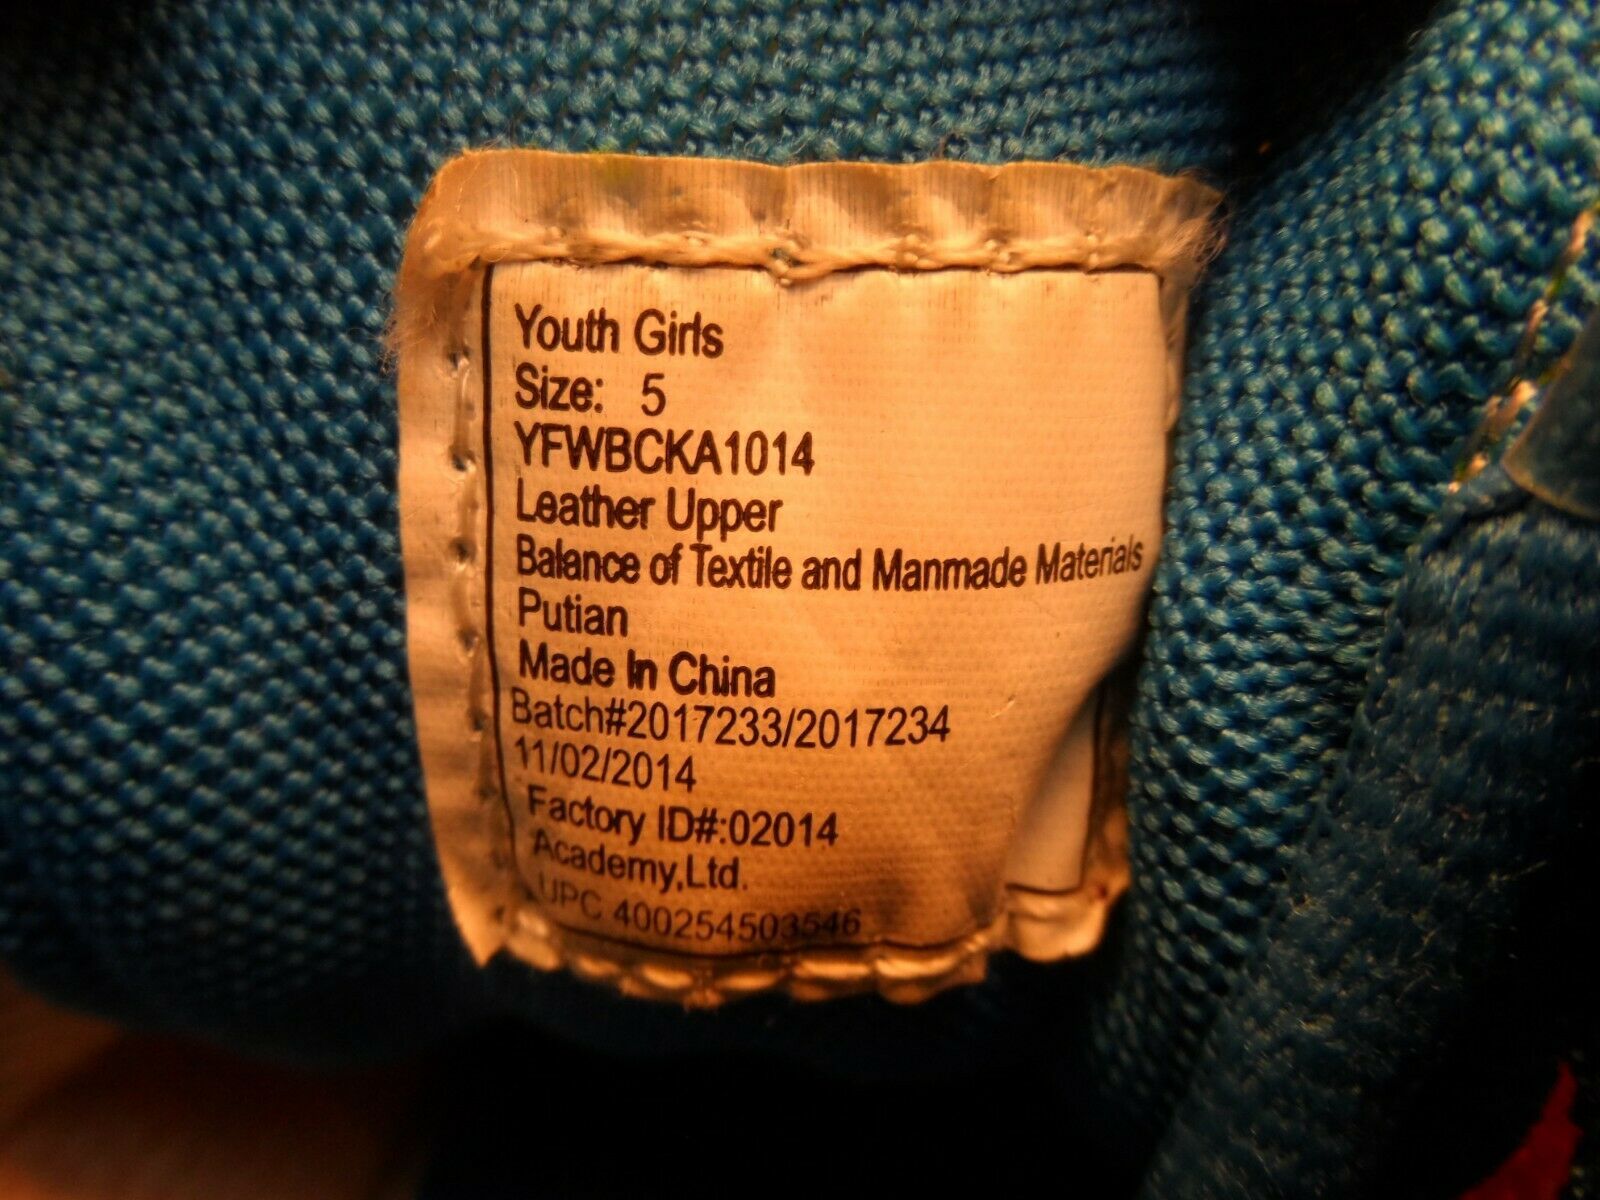 Youth Girls
Size: 5
YFWBCKA1014
Leather Upper
Balance of Textile and Manmade Materials
Putian
Made In China
Batch#2017233/2017234
11/02/2014
Factory ID#:02014
Academy,Ltd.
UPC 400254503546